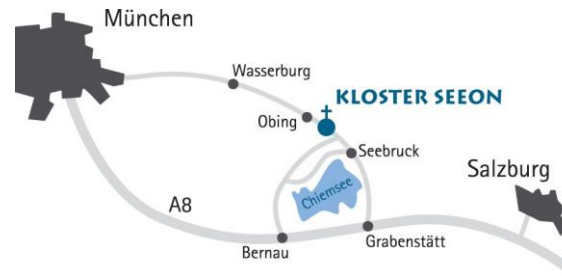 München
Wasserburg
KLOSTER SEEON
Obing
Seebruck
Salzburg
Chiemsee
A8
Grabenstätt
Bernau